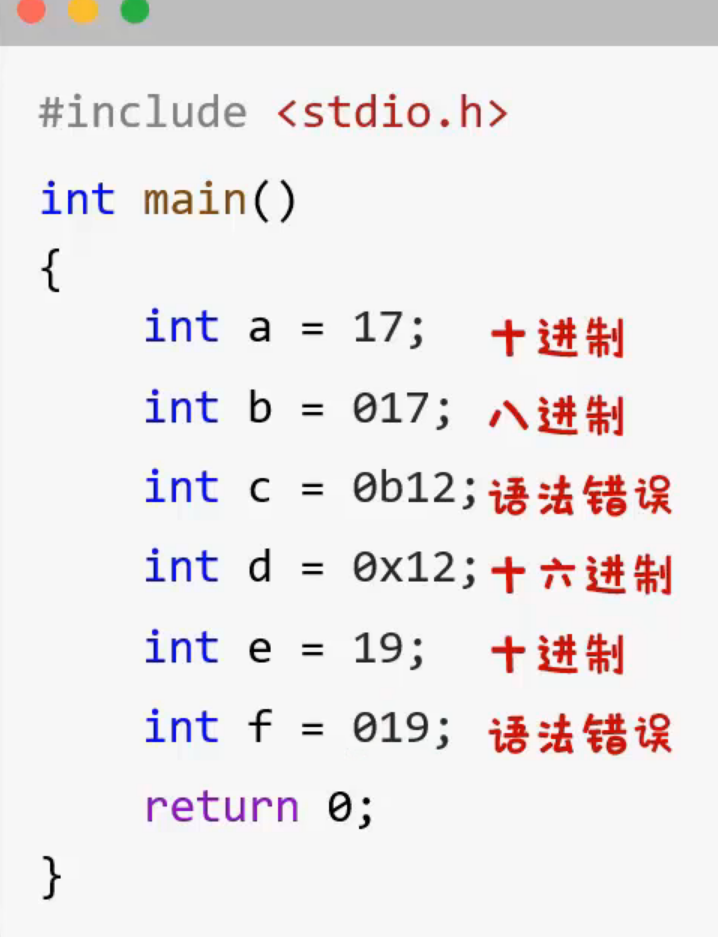 #include <stdio.h>
int main()
{
int a = 17; 十进制
int b = 017; 八进制
int c = 0b12; 语法错误
int d = 0x12; 十六进制
int e = 19; 十进制
int f = 019; 语法错误
return 0;
}